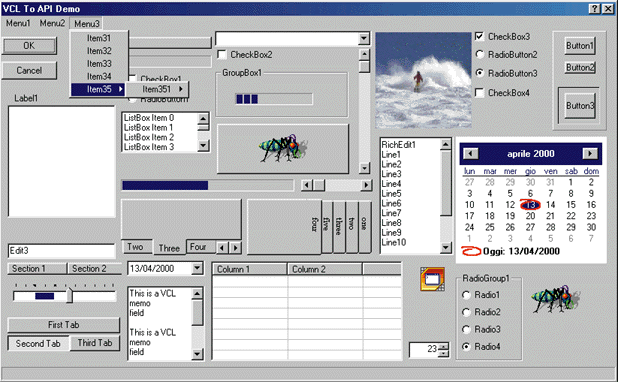 VCL To API Demo
Menu1 Menu2 Menu3
OK
Cancel
Item31
Item32
Item33
Item34
Item35
Item351
Label1
CheckBox1
RadioButton1
ListBox Item 0
ListBox Item 1
ListBox Item 2
ListBox Item 3
CheckBox2
GroupBox1
CheckBox3
RadioButton2
RadioButton3
CheckBox4
Button1
Button2
Button3
RichEdit1
Line1
Line2
Line3
Line4
Line5
Line6
Line7
Line8
Line9
Line10
aprile 2000
lun mar mer gio ven sab dom
27 28 29 30 31 1 2
3 4 5 6 7 8 9
10 11 12 13 14 15 16
17 18 19 20 21 22 23
24 25 26 27 28 29 30
1 2 3 4 5 6 7
Oggi: 13/04/2000
Two Three Four
four
five
three
two
one
Edit3
Section 1 Section 2
First Tab
Second Tab Third Tab
13/04/2000
This is a VCL
memo
field
This is a VCL
memo
field
Column 1 Column 2
23
RadioGroup1
Radio1
Radio2
Radio3
Radio4